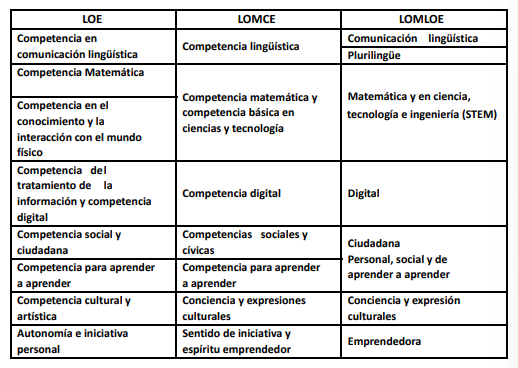 LOE LOMCE LOMLOE
Competencia en
comunicación lingüística
Competencia lingüística
Comunicación lingüística
Plurilingüe
Competencia Matemática
Competencia en el
conocimiento y la
interacción con el mundo
físico
Competencia matemática y
competencia básica en
ciencias y tecnología
Matemática y en ciencia,
tecnología e ingeniería (STEM)
Competencia del
tratamiento de la
información y competencia
digital
Competencia digital
Digital
Competencia social y
ciudadana
Competencias sociales y
cívicas
Ciudadana
Personal, social y de
aprender a aprender
Competencia para aprender
a aprender
Competencia para aprender
a aprender
Competencia cultural y
artística
Conciencia y expresiones
culturales
Conciencia y expresión
culturales
Autonomía e iniciativa
personal
Sentido de iniciativa y
espíritu emprendedor
Emprendedora